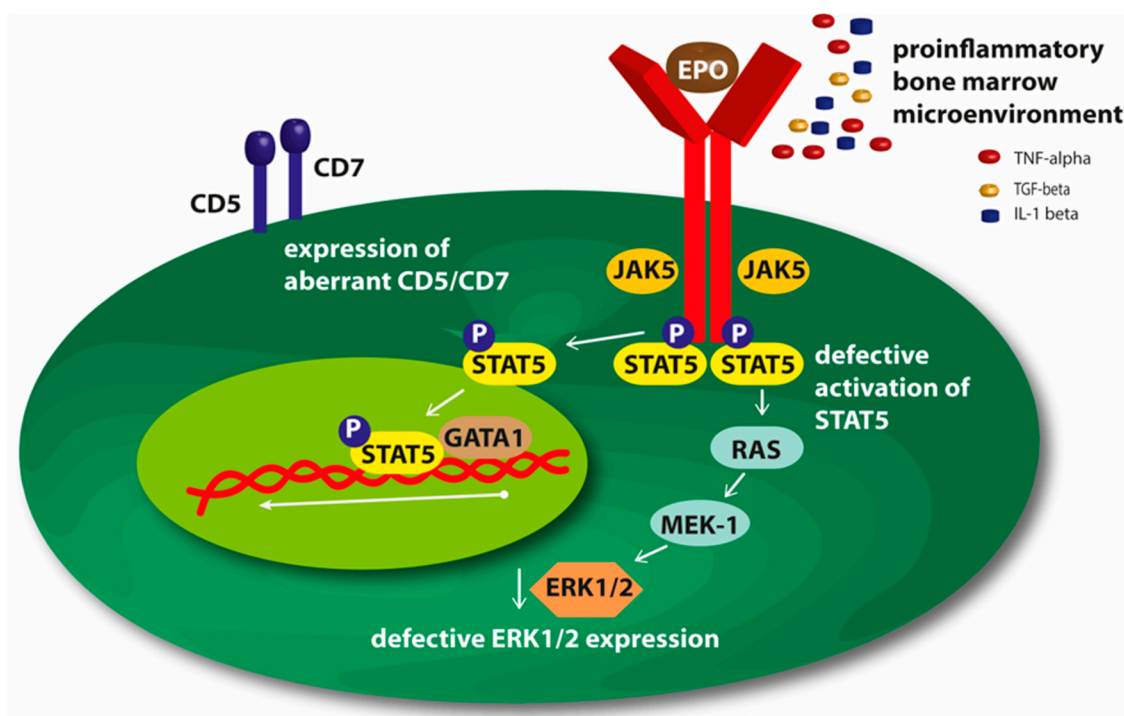 EPO
proinflammatory
bone marrow
microenvironment
TNF-alpha
TGF-beta
IL-1 beta
CD7
CD5
expression of
aberrant CD5/CD7
JAK5
JAK5
P
P
P
STAT5
STAT5
STAT5
defective
activation of
STAT5
P
STAT5
GATA1
RAS
MEK-1
ERK1/2
defective ERK1/2 expression